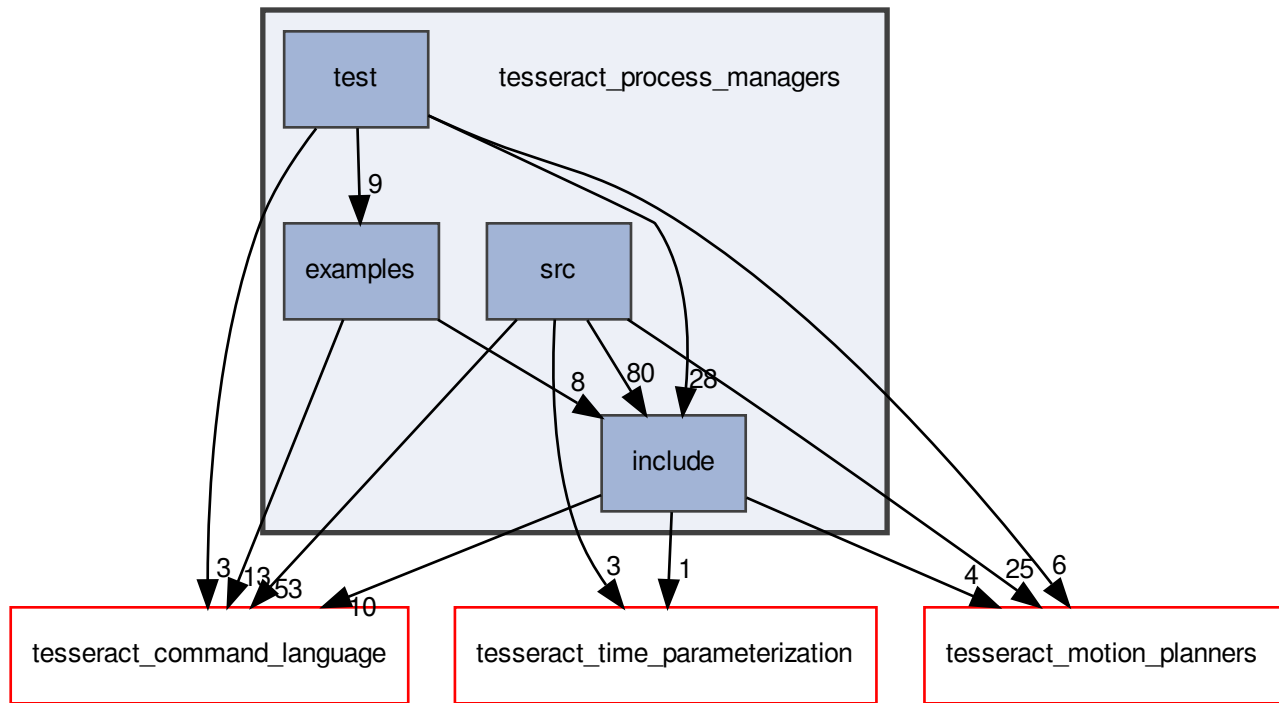 test
tesseract_process_managers
9
examples
src
8
80
28
include
3
13
53
10
3
1
4
25
6
tesseract_command_language
tesseract_time_parameterization
tesseract_motion_planners